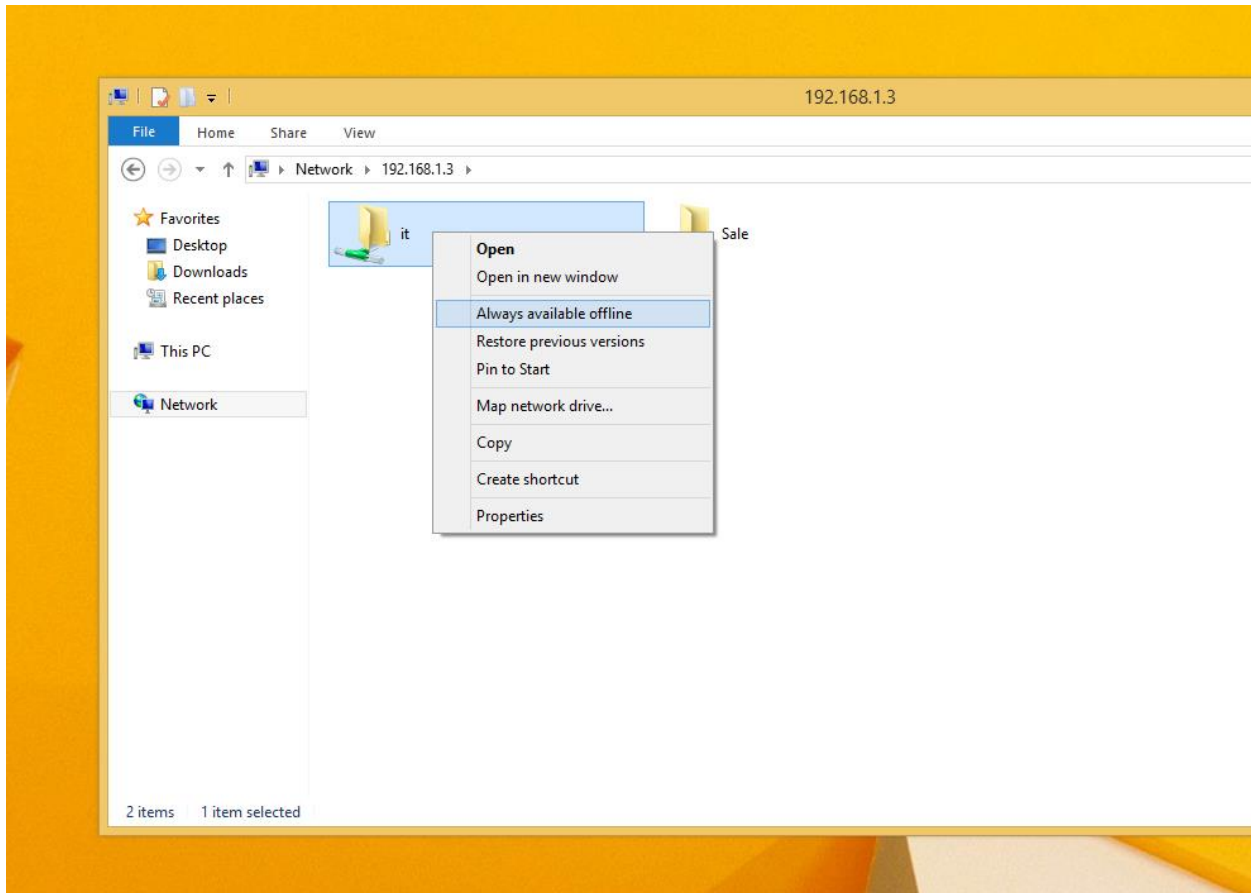 192.168.1.3
File Home Share View
Network 192.168.1.3
Favorites
Desktop
Downloads
Recent places
This PC
Network
it
Sale
Open
Open in new window
Always available offline
Restore previous versions
Pin to Start
Map network drive...
Copy
Create shortcut
Properties
2 items 1 item selected